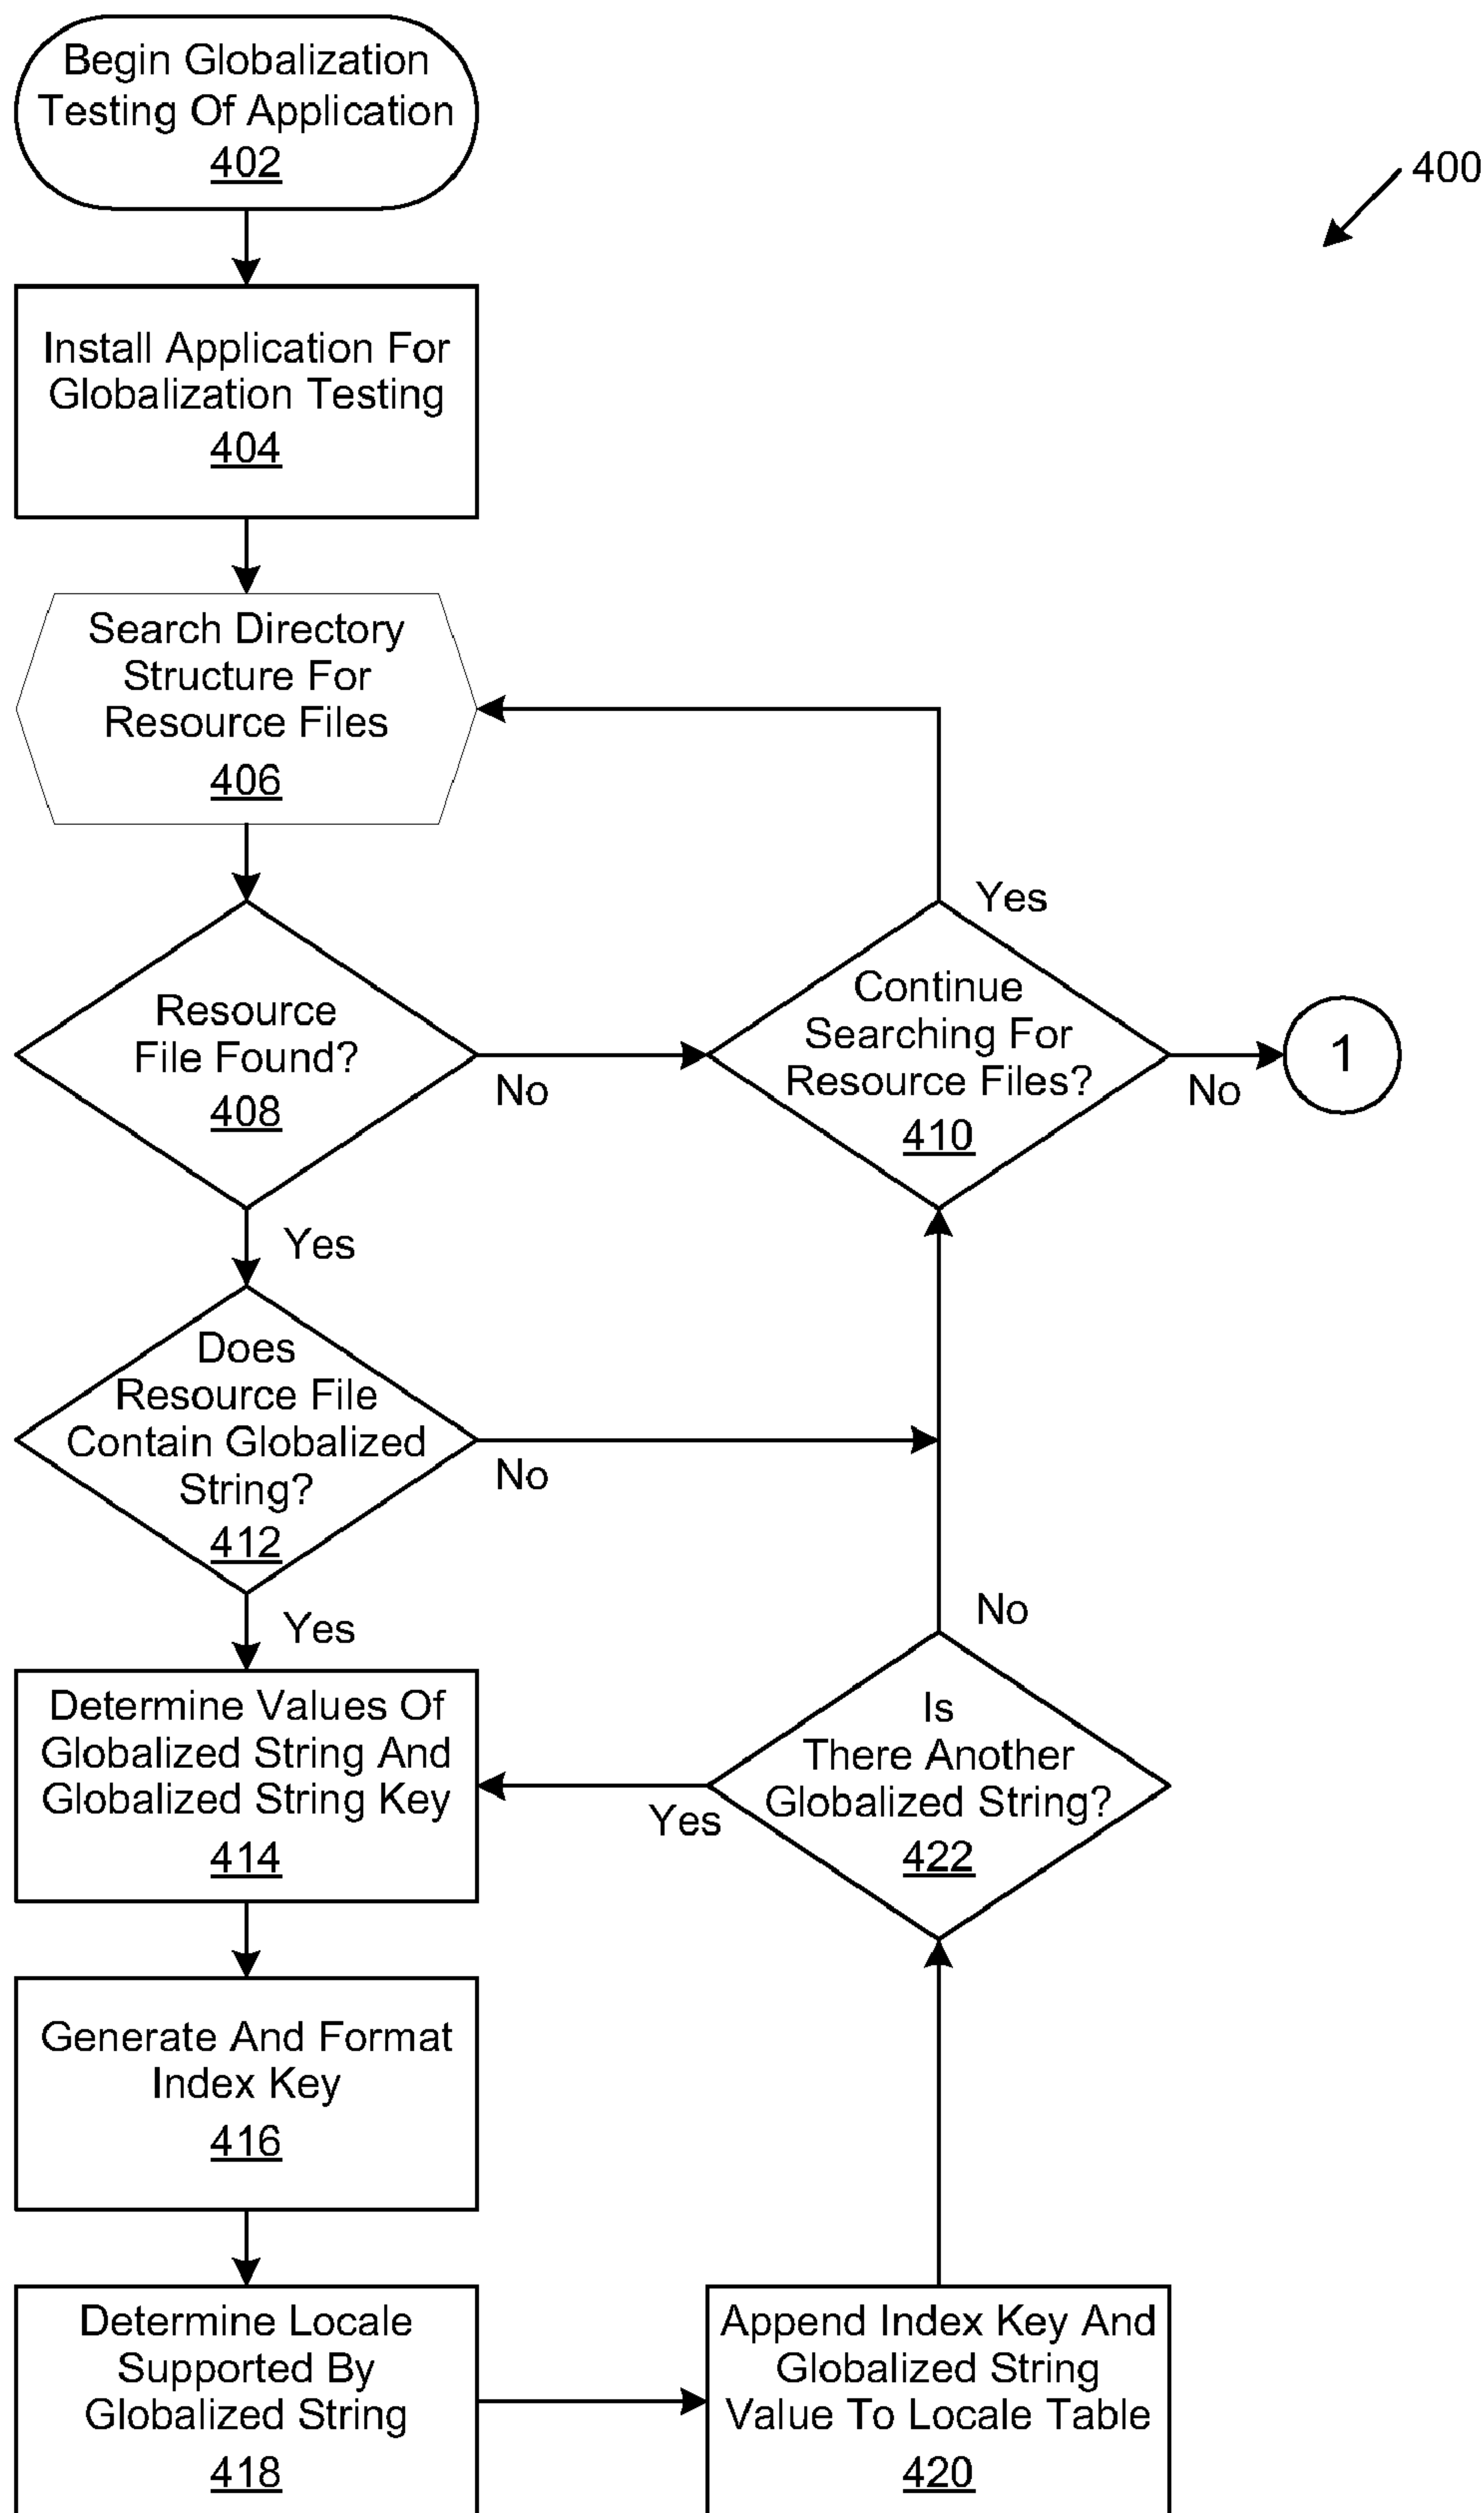 Begin Globalization
Testing Of Application
402
400
Install Application For
Globalization Testing
404
Search Directory
Structure For
Resource Files
406
Resource
File Found?
408
No
Yes
Continue
Searching For
Resource Files?
410
Yes
No
1
Does
Resource File
Contain Globalized
String?
412
No
Yes
Determine Values Of
Globalized String And
Globalized String Key
414
Is
There Another
Globalized String?
422
No
Yes
Generate And Format
Index Key
416
Determine Locale
Supported By
Globalized String
418
Append Index Key And
Globalized String
Value To Locale Table
420